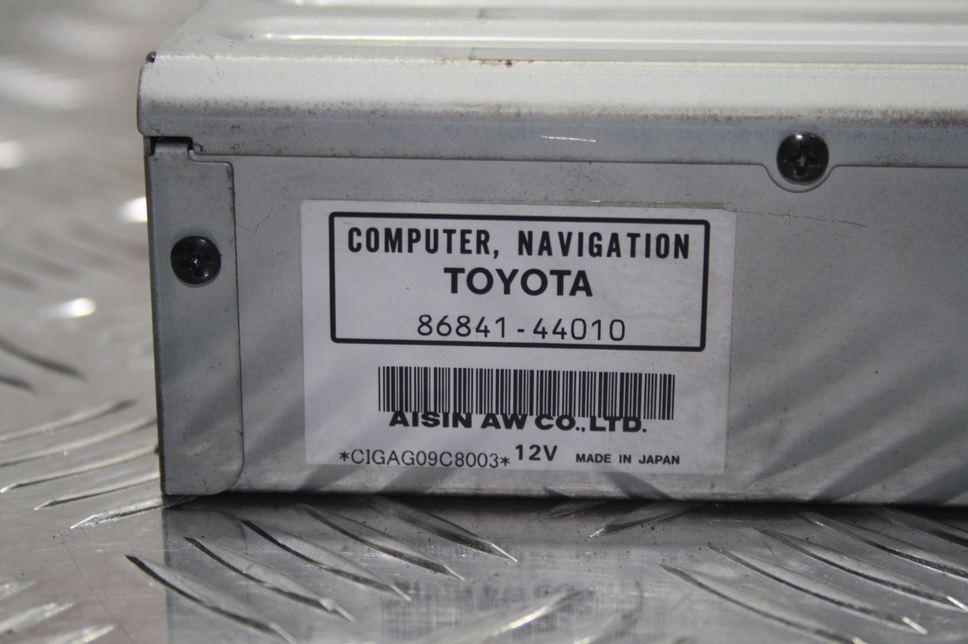 COMPUTER, NAVIGATION
TOYOTA
86841-44010
AISIN AW CO.,LTD.
*CIGAG09C8003* 12V MADE IN JAPAN